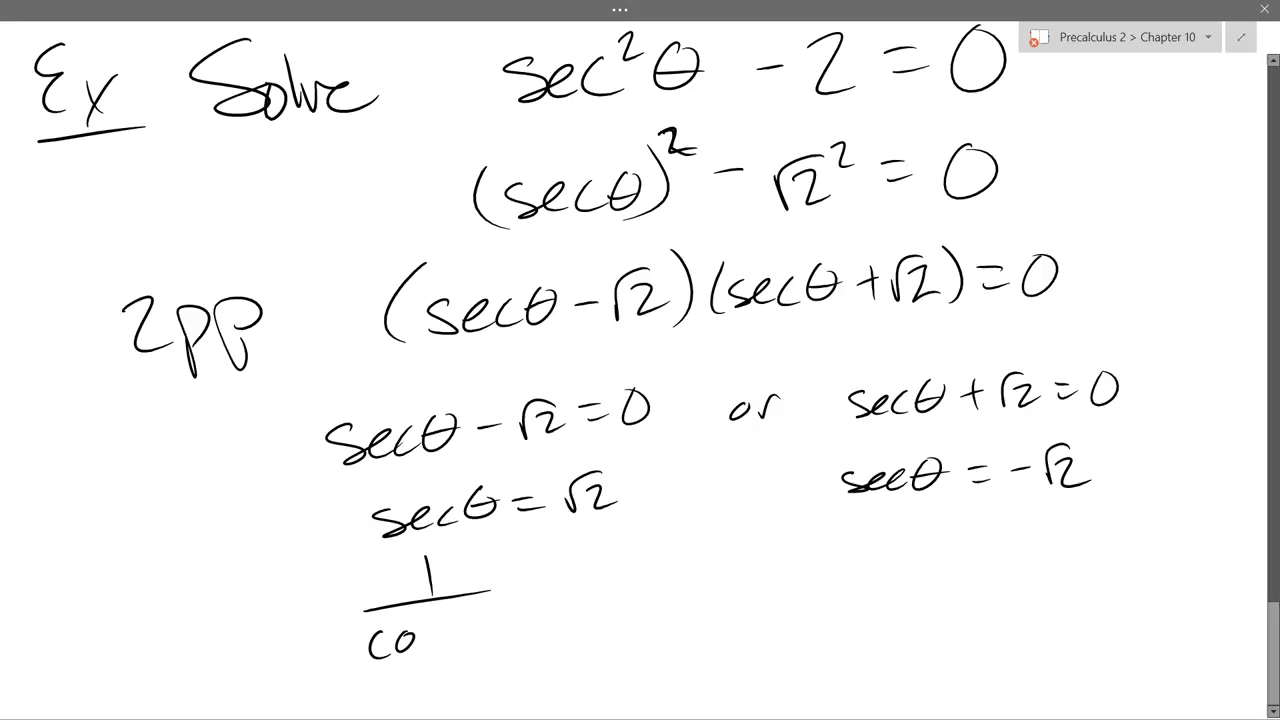 Precalculus 2 > Chapter 10
Ex Solve sec²θ - 2 = 0
(secθ)² - √2² = 0
zpp (secθ - √2)(secθ + √2) = 0
secθ - √2 = 0 or secθ + √2 = 0
secθ = √2 secθ = -√2
1
co